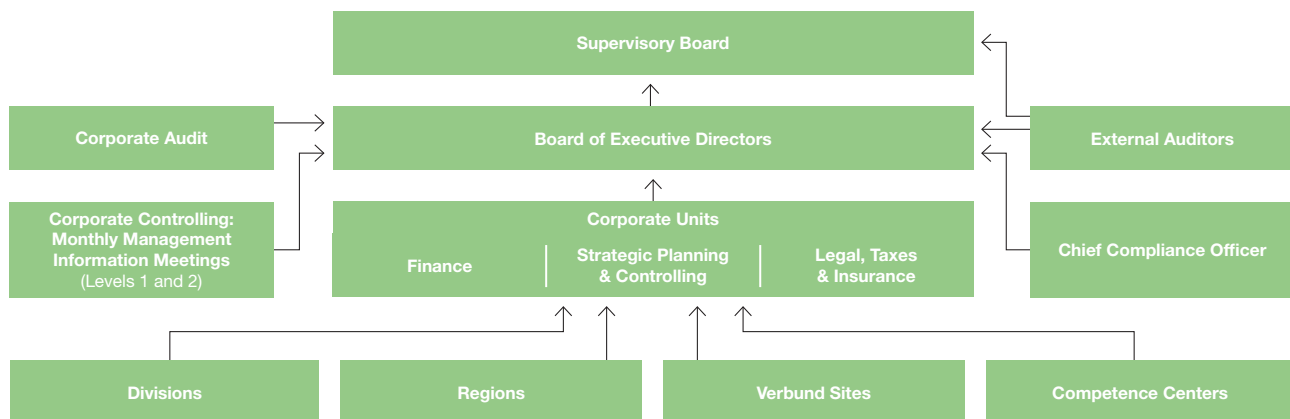 Supervisory Board
Corporate Audit
Board of Executive Directors
External Auditors
Corporate Controlling:
Monthly Management
Information Meetings
(Levels 1 and 2)
Corporate Units
Finance
Strategic Planning
& Controlling
Legal, Taxes
& Insurance
Chief Compliance Officer
Divisions
Regions
Verbund Sites
Competence Centers